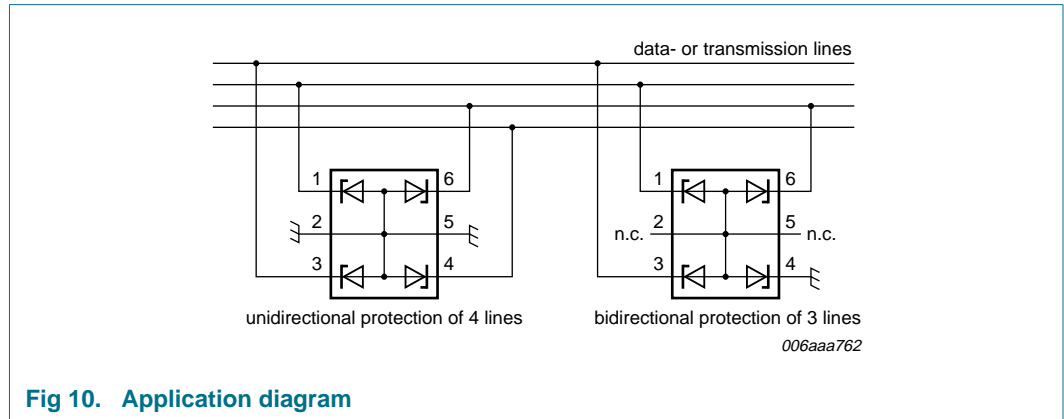 data- or transmission lines
1 6
2 5
3 4
unidirectional protection of 4 lines
1 6
n.c. 2 5 n.c.
3 4
bidirectional protection of 3 lines
006aaa762
Fig 10. Application diagram